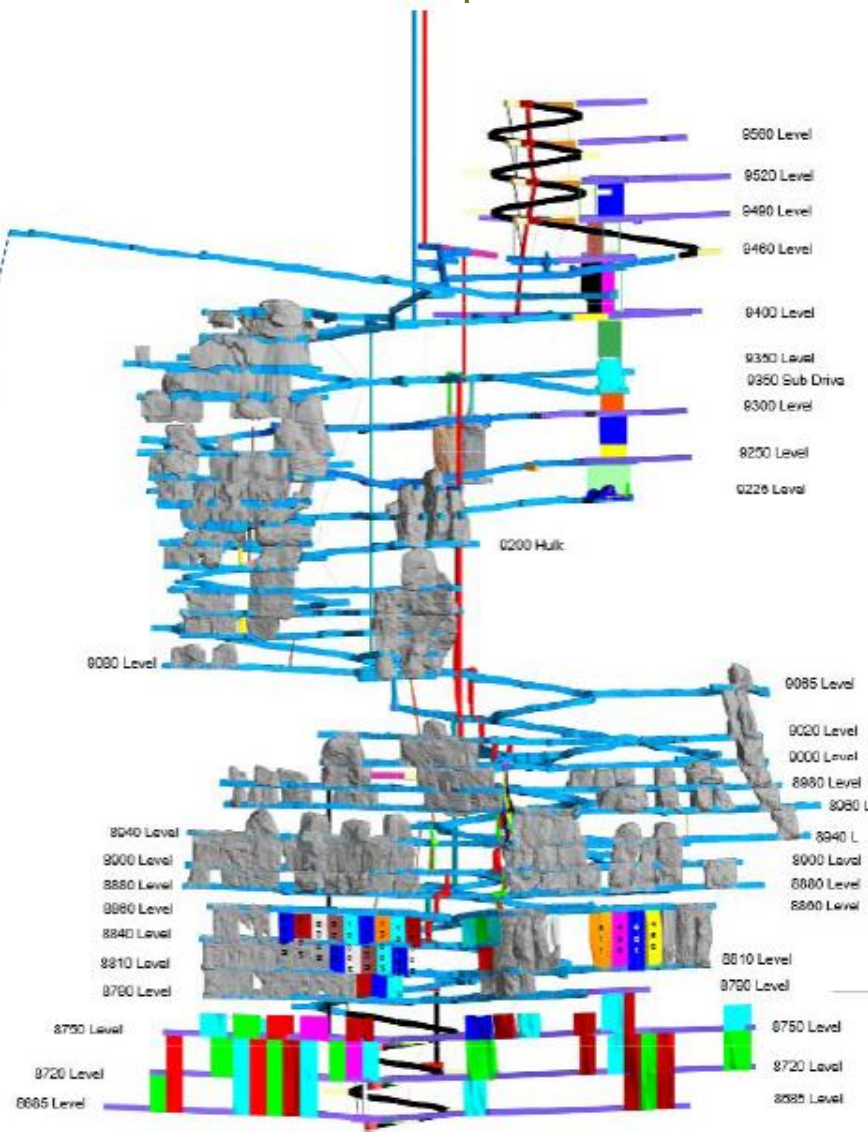 9560 Level
9520 Level
9490 Level
9460 Level
9400 Level
9350 Level
9350 Sub Drive
9300 Level
9250 Level
9226 Level
9200 Hulk
9080 Level
9065 Level
9020 Level
9000 Level
8980 Level
8960 L
8940 Level
8940 L
8900 Level
8900 Level
8880 Level
8880 Level
8860 Level
8860 Level
8840 Level
8810 Level
8810 Level
8790 Level
8790 Level
8750 Level
8750 Level
8720 Level
8720 Level
8685 Level
8685 Level